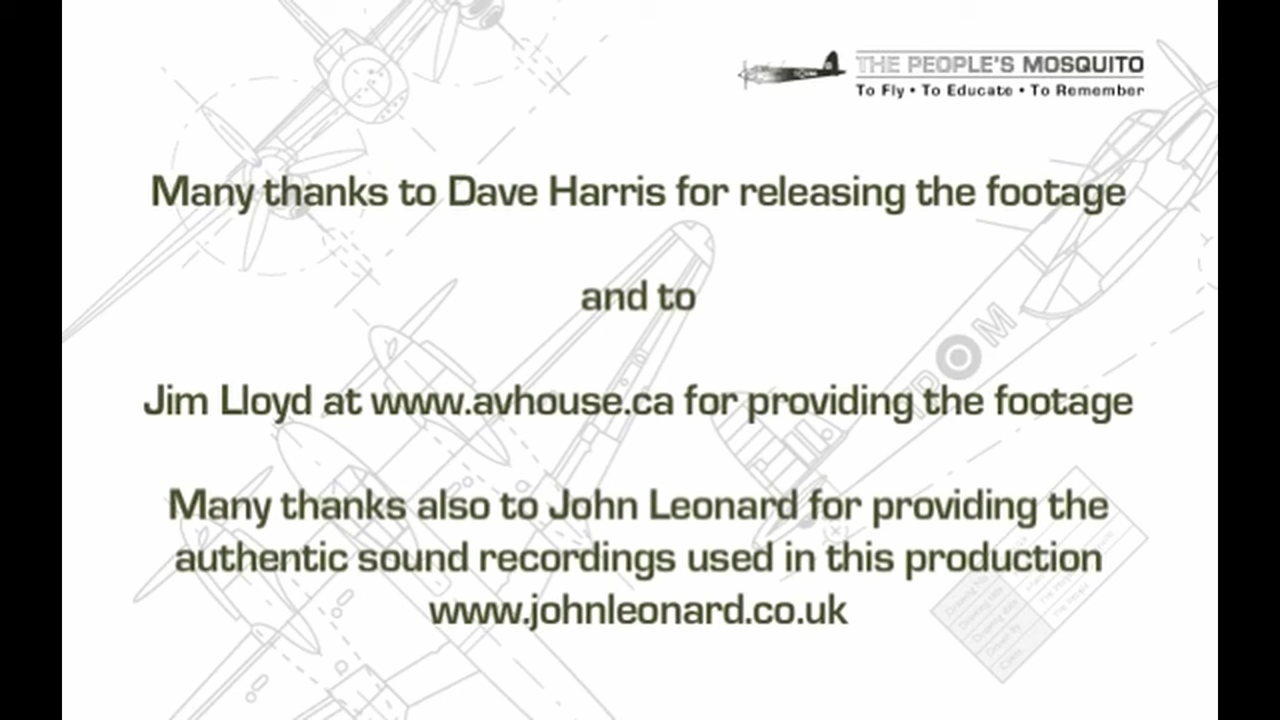 THE PEOPLE'S MOSQUITO
To Fly • To Educate • To Remember
Many thanks to Dave Harris for releasing the footage
and to
Jim Lloyd at www.avhouse.ca for providing the footage
Many thanks also to John Leonard for providing the
authentic sound recordings used in this production
www.johnleonard.co.uk